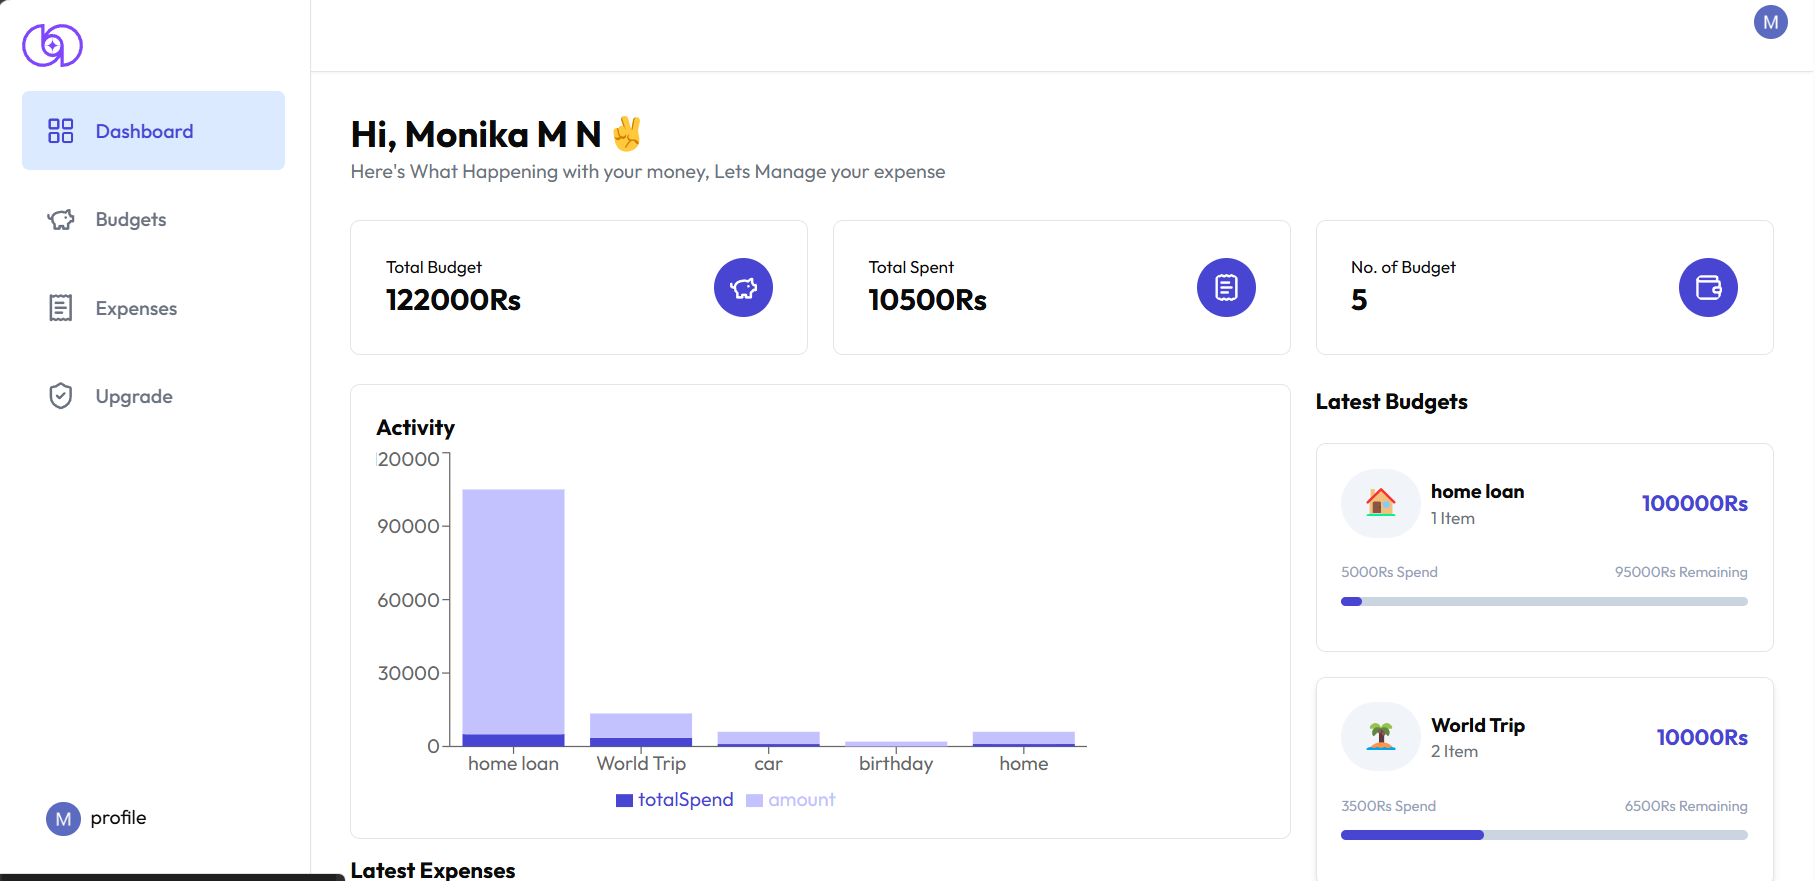 M
Dashboard
Budgets
Expenses
Upgrade
M profile
Hi, Monika M N✌️
Here's What Happening with your money, Lets Manage your expense
Total Budget
122000Rs
Total Spent
10500Rs
No. of Budget
5
Activity
20000
90000
60000
30000
0
home loan World Trip car birthday home
totalSpend amount
Latest Budgets
home loan
1 Item
100000Rs
5000Rs Spend 95000Rs Remaining
World Trip
2 Item
10000Rs
3500Rs Spend 6500Rs Remaining
Latest Expenses